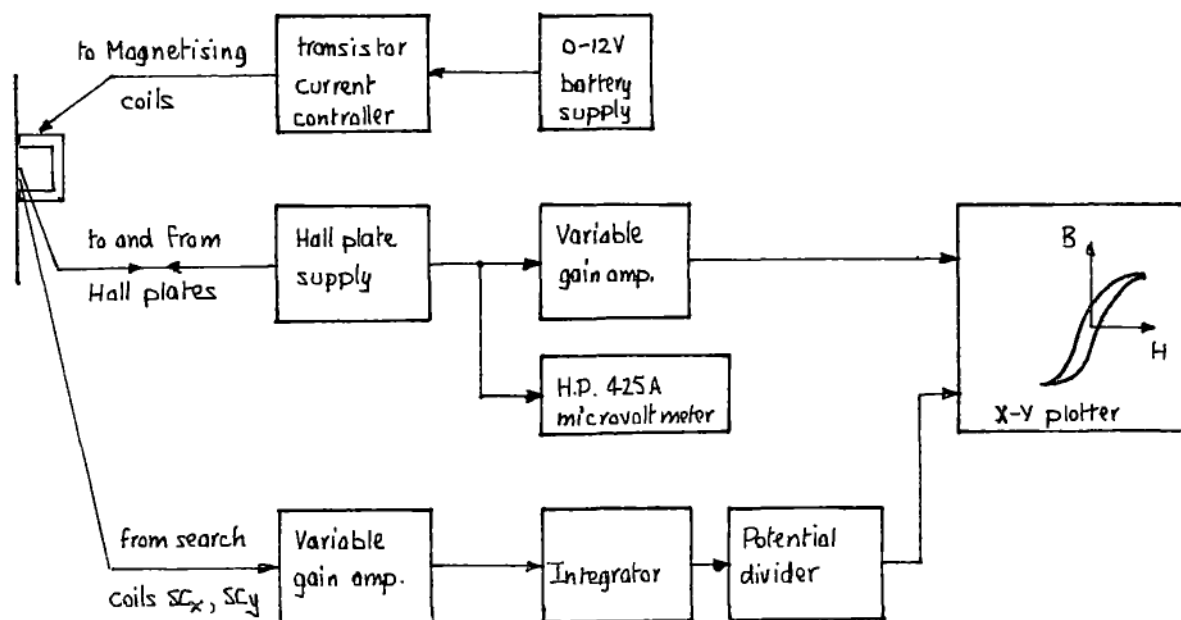 to Magnetising
coils
transistor
current
controller
0-12V
battery
supply
to and from
Hall plates
Hall plate
supply
Variable
gain amp.
H.P. 425A
microvoltmeter
B
H
X-Y plotter
from search
coils SCx, SCy
Variable
gain amp.
Integrator
Potential
divider